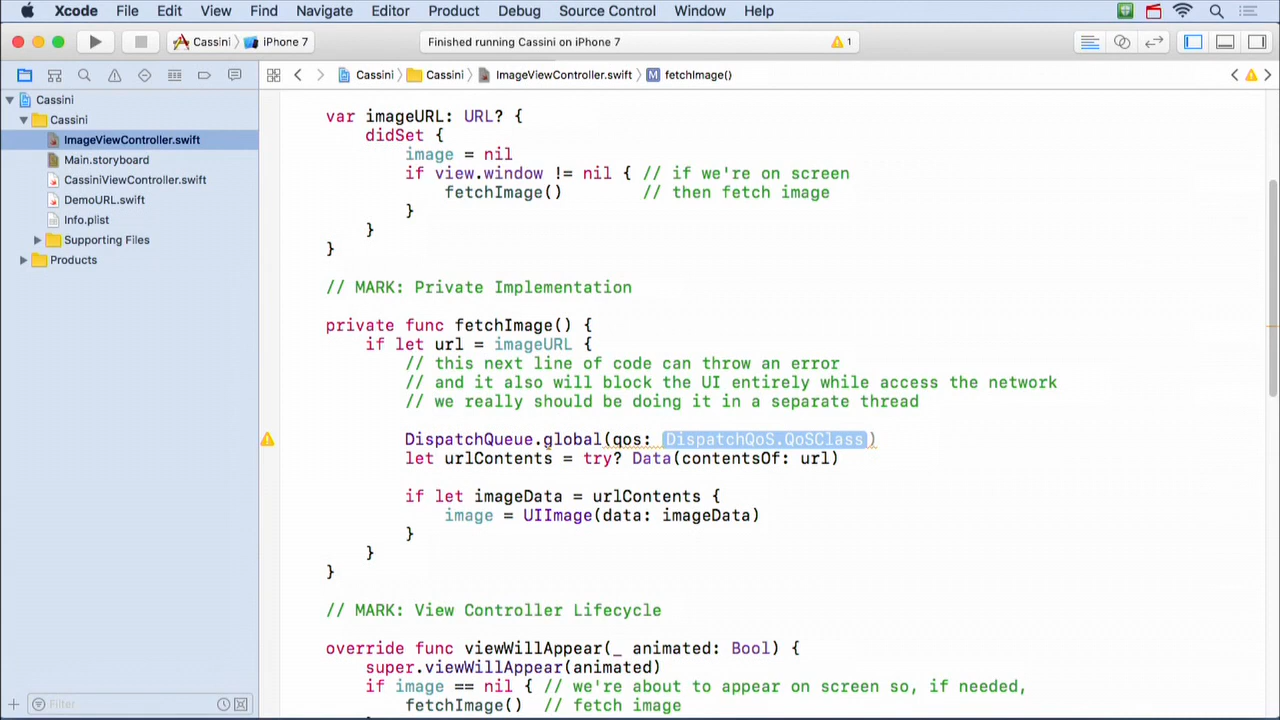 Xcode File Edit View Find Navigate Editor Product Debug Source Control Window Help
Cassini iPhone 7
Finished running Cassini on iPhone 7
1
Cassini Cassini ImageViewController.swift M fetchImage()
Cassini
Cassini
ImageViewController.swift
Main.storyboard
CassiniViewController.swift
DemoURL.swift
Info.plist
Supporting Files
Products
Filter
var imageURL: URL? {
didSet {
image = nil
if view.window != nil { // if we're on screen
fetchImage() // then fetch image
}
}
}
// MARK: Private Implementation
private func fetchImage() {
if let url = imageURL {
// this next line of code can throw an error
// and it also will block the UI entirely while access the network
// we really should be doing it in a separate thread
DispatchQueue.global(qos: DispatchQoS.QoSClass)
let urlContents = try? Data(contentsOf: url)
if let imageData = urlContents {
image = UIImage(data: imageData)
}
}
}
// MARK: View Controller Lifecycle
override func viewWillAppear(_ animated: Bool) {
super.viewWillAppear(animated)
if image == nil { // we're about to appear on screen so, if needed,
fetchImage() // fetch image